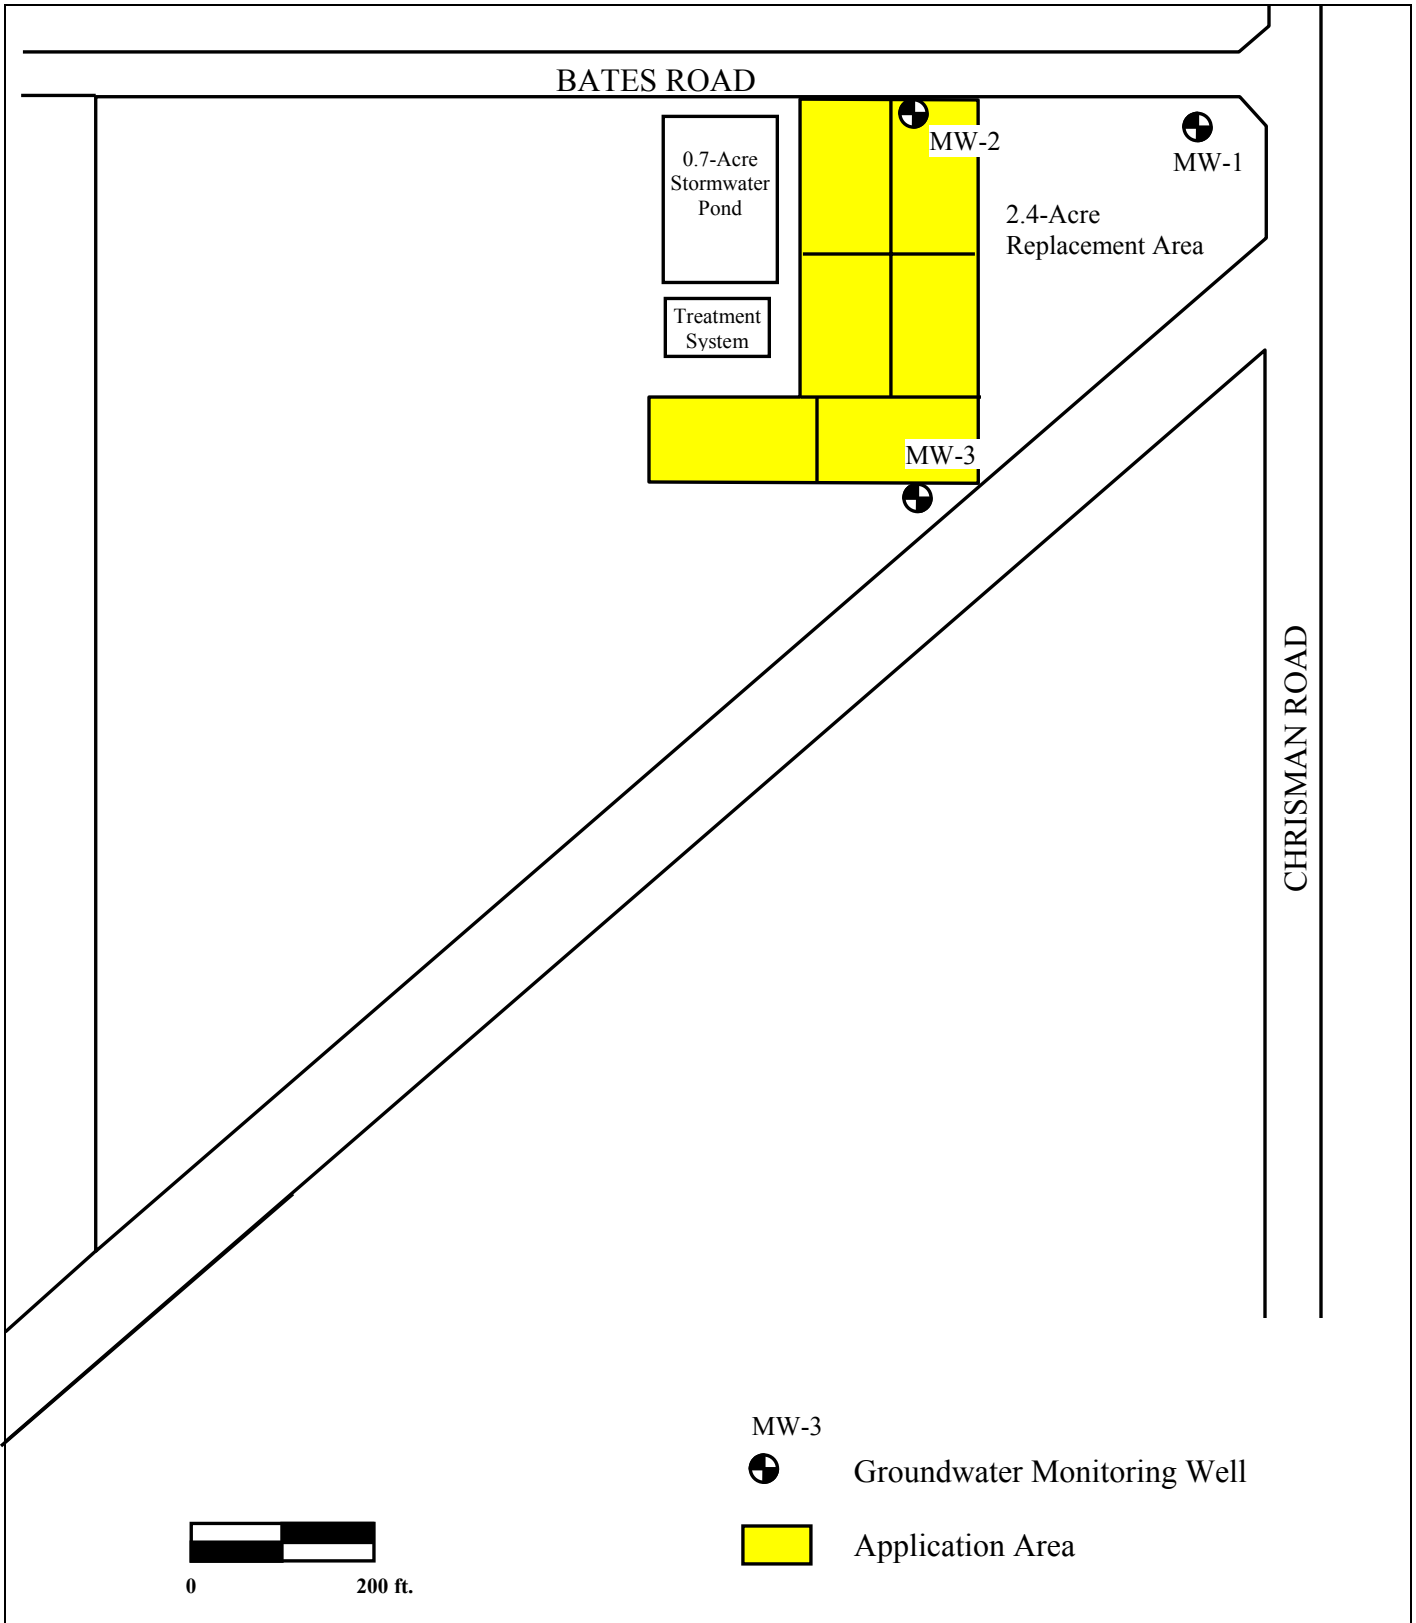 BATES ROAD
MW-2
MW-1
0.7-Acre
Stormwater
Pond
2.4-Acre
Replacement Area
Treatment
System
MW-3
CHRISMAN ROAD
MW-3
Groundwater Monitoring Well
Application Area
0 200 ft.